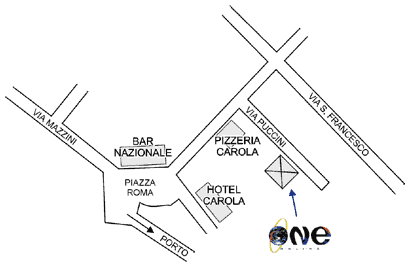 VIA MAZZINI
BAR
NAZIONALE
PIAZZA
ROMA
PORTO
PIZZERIA
CAROLA
HOTEL
CAROLA
VIA PUCCINI
VIA S. FRANCESCO
ONE
ONLINE